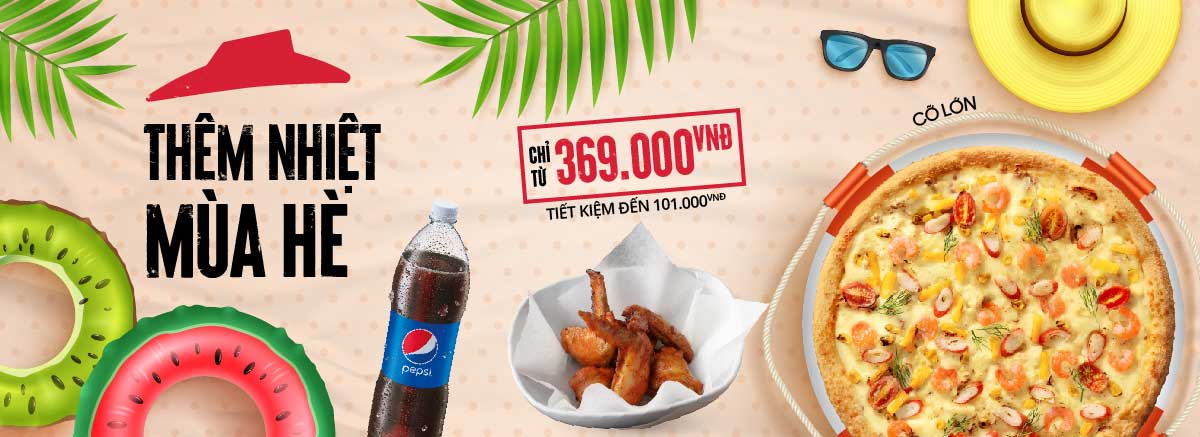 THÊM NHIỆT
MÙA HÈ
CHỈ TỪ 369.000VNĐ
TIẾT KIỆM ĐẾN 101.000VNĐ
CỠ LỚN
pepsi